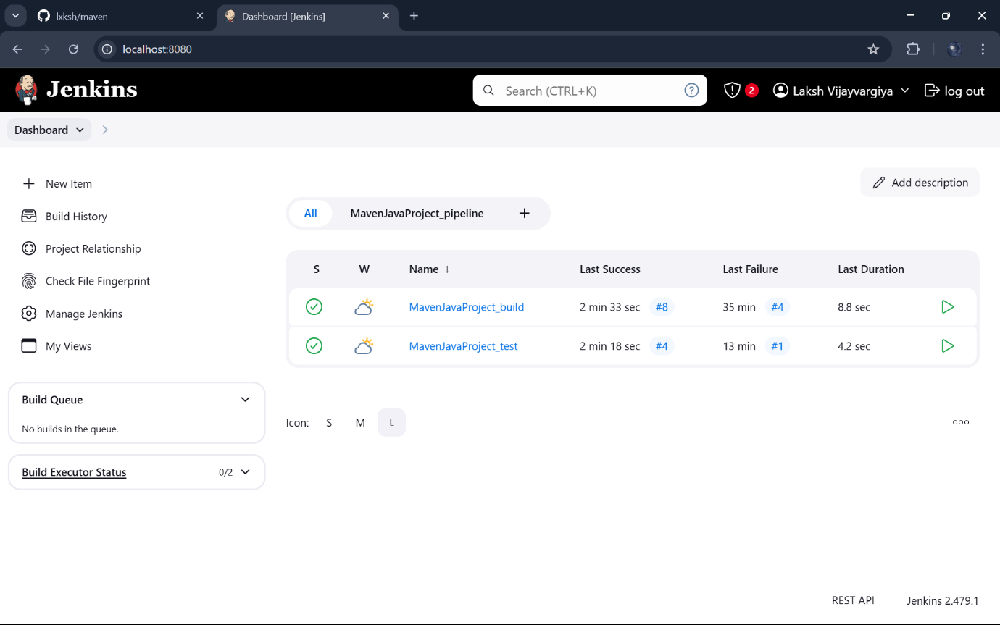 lxksh/maven
Dashboard [Jenkins]
localhost:8080
Jenkins
Search (CTRL+K)
2
Laksh Vijayvargiya
log out
Dashboard
New Item
Build History
Project Relationship
Check File Fingerprint
Manage Jenkins
My Views
Build Queue
No builds in the queue.
Build Executor Status 0/2
Add description
All MavenJavaProject_pipeline +
S W Name ↓ Last Success Last Failure Last Duration
MavenJavaProject_build 2 min 33 sec #8 35 min #4 8.8 sec
MavenJavaProject_test 2 min 18 sec #4 13 min #1 4.2 sec
Icon: S M L
REST API Jenkins 2.479.1